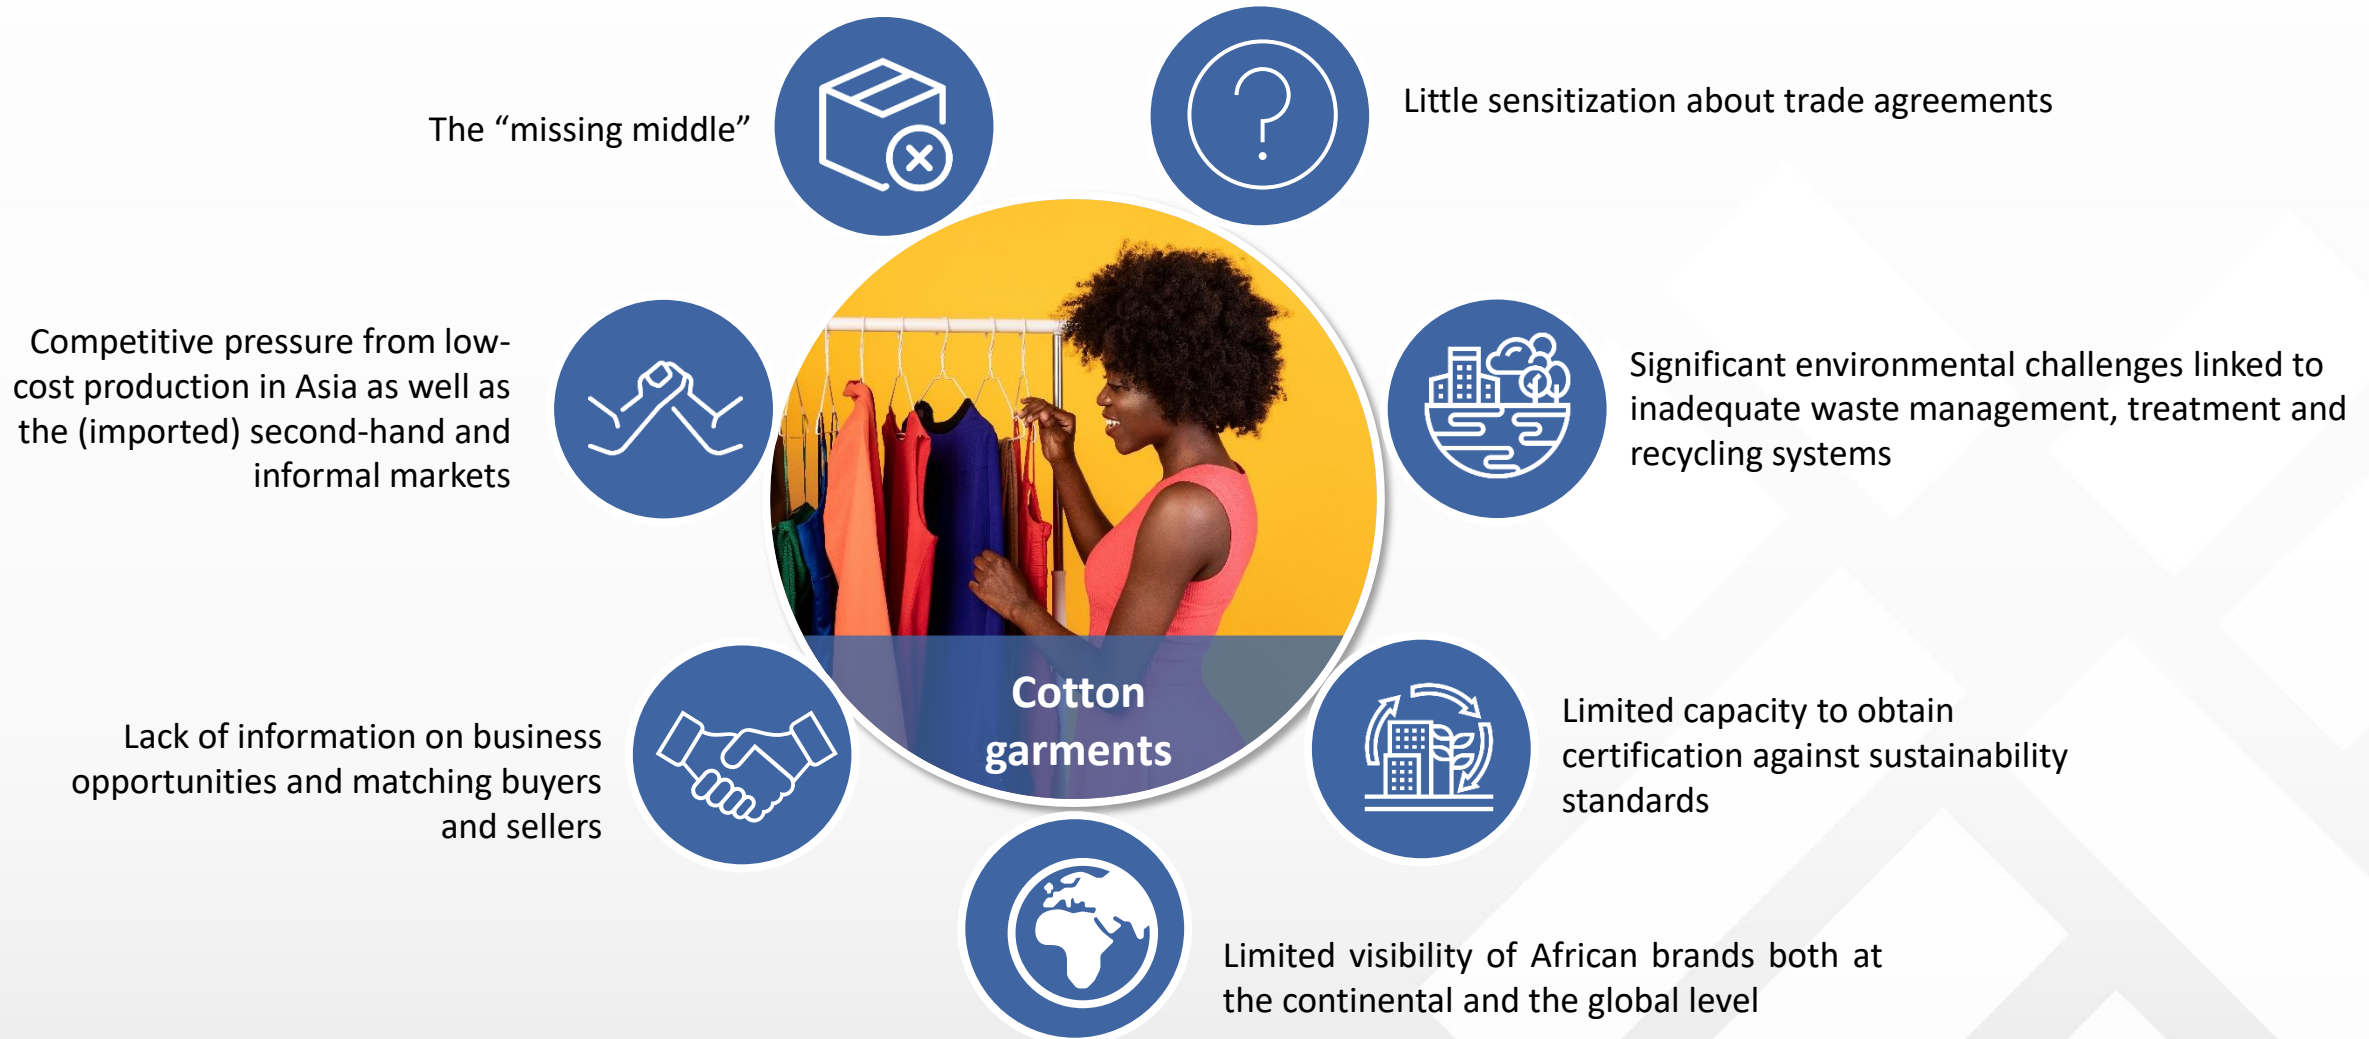 The “missing middle”
Little sensitization about trade agreements
Competitive pressure from low-
cost production in Asia as well as
the (imported) second-hand and
informal markets
Significant environmental challenges linked to
inadequate waste management, treatment and
recycling systems
Cotton
garments
Lack of information on business
opportunities and matching buyers
and sellers
Limited capacity to obtain
certification against sustainability
standards
Limited visibility of African brands both at
the continental and the global level